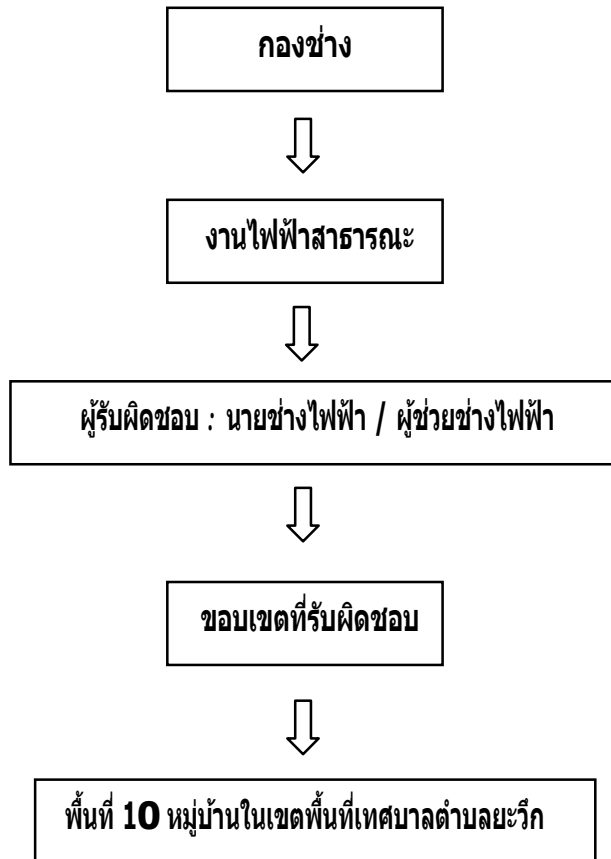 กองช่าง
งานไฟฟ้าสาธารณะ
ผู้รับผิดชอบ : นายช่างไฟฟ้า / ผู้ช่วยช่างไฟฟ้า
ขอบเขตที่รับผิดชอบ
พื้นที่ 10 หมู่บ้านในเขตพื้นที่เทศบาลตำบลยะวึก